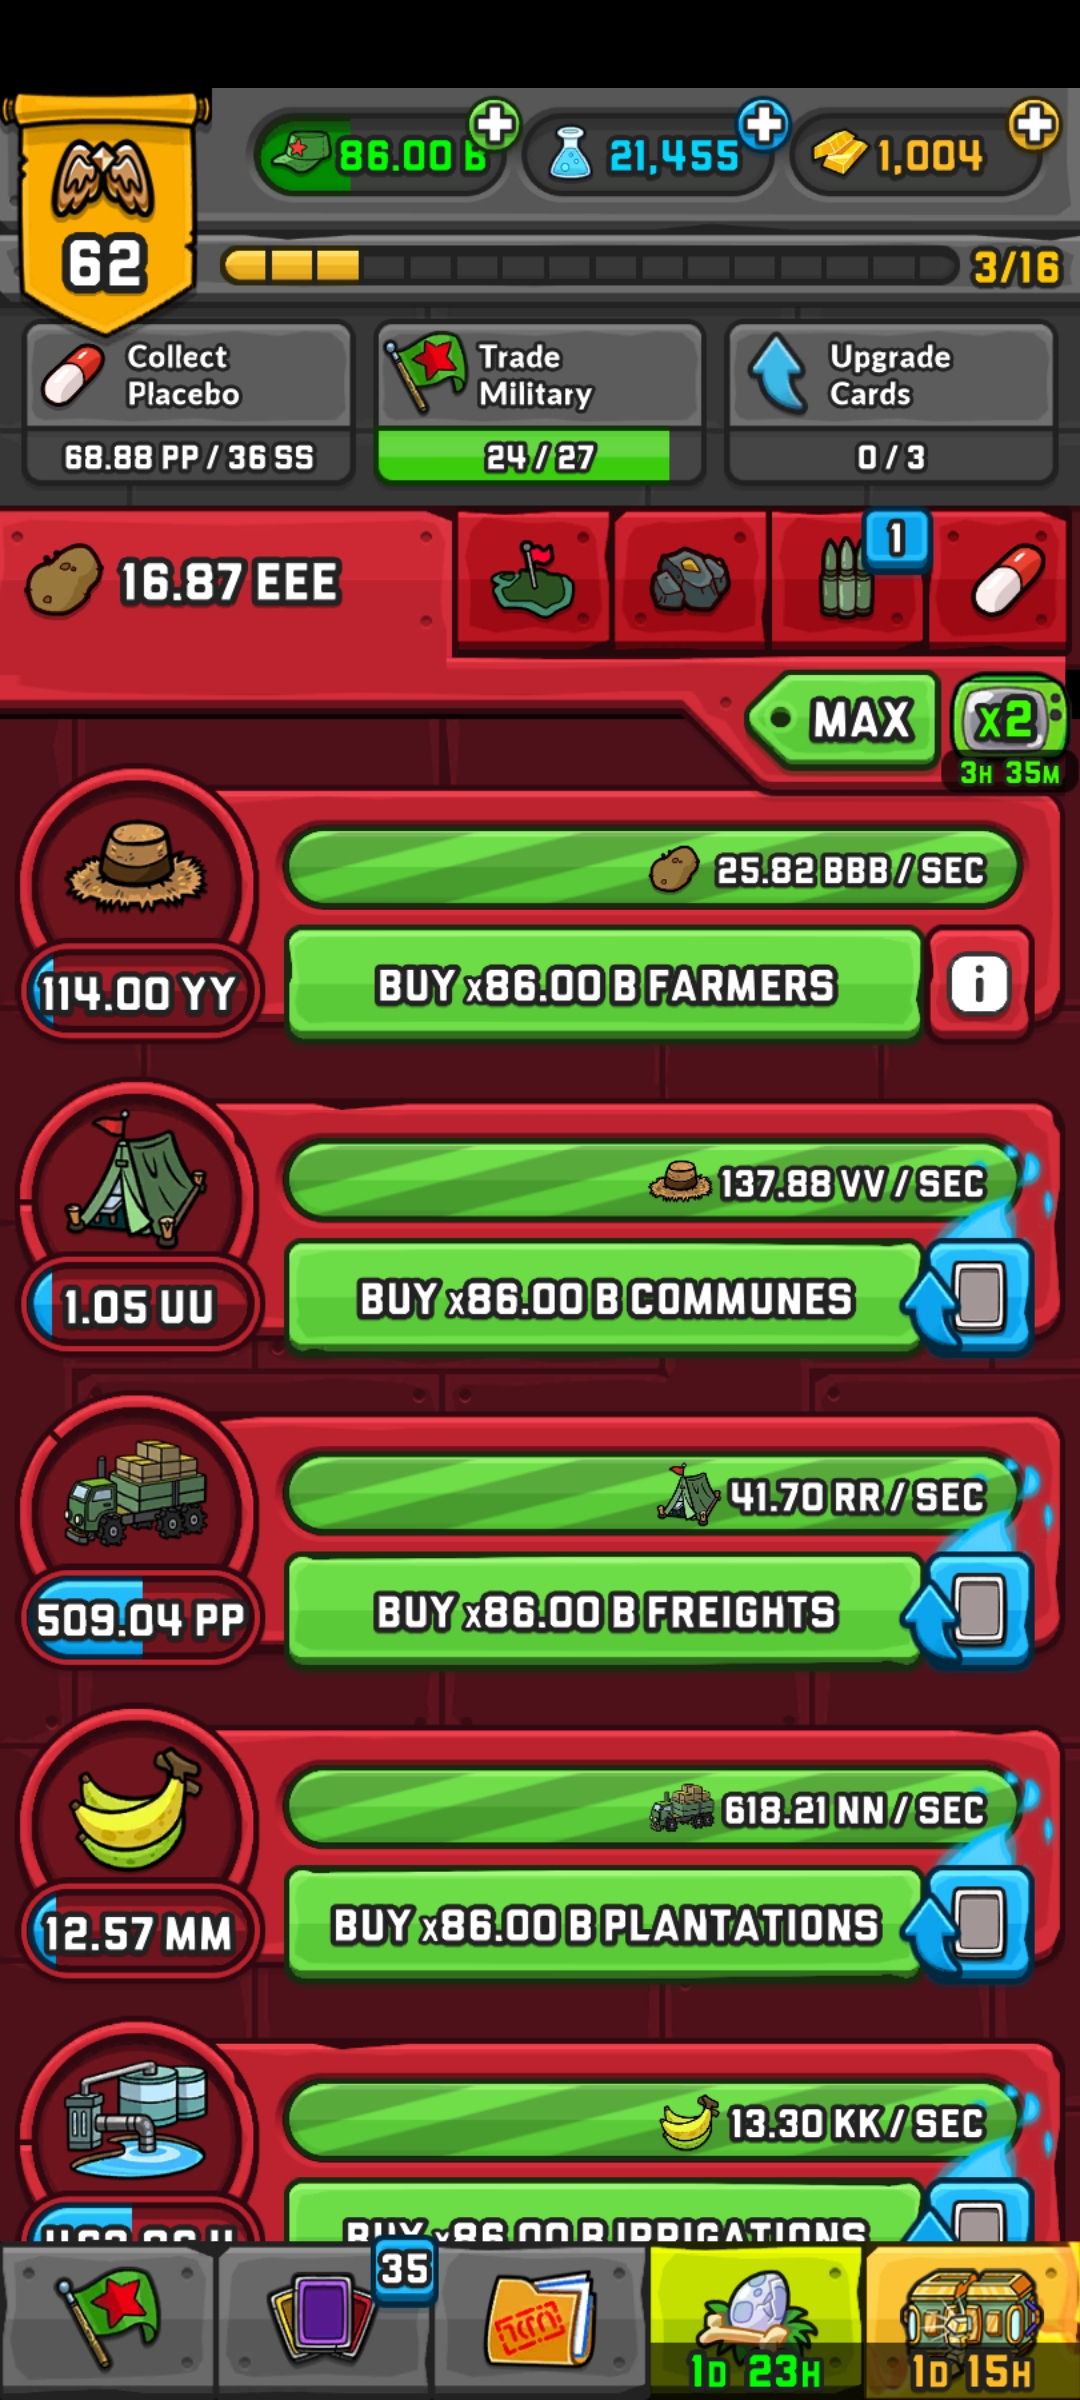 62
86.00 B
21,455
1,004
3/16
Collect
Placebo
68.88 PP / 36 SS
Trade
Military
24 / 27
Upgrade
Cards
0 / 3
16.87 EEE
1
MAX
x2
3H 35M
25.82 BBB / SEC
114.00 YY
BUY x86.00 B FARMERS
i
137.88 VV / SEC
1.05 UU
BUY x86.00 B COMMUNES
41.70 RR / SEC
509.04 PP
BUY x86.00 B FREIGHTS
618.21 NN / SEC
12.57 MM
BUY x86.00 B PLANTATIONS
13.30 KK / SEC
BUY x86.00 B IRRIGATIONS
35
1D 23H
1D 15H